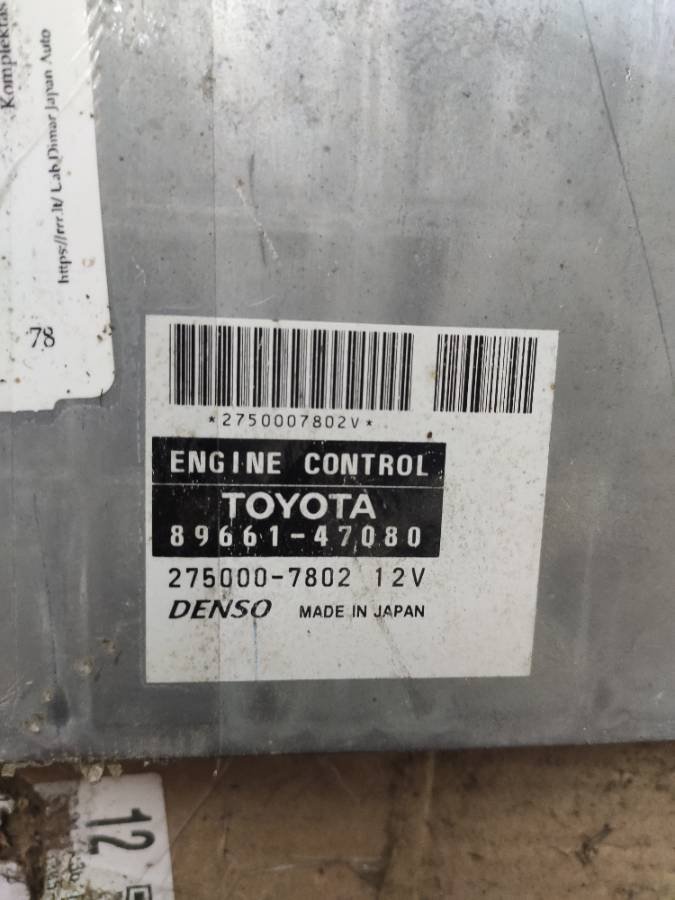 Komplektas
https://rrr.lt/ Lab Dimar Japan Auto
78
*2750007802V*
ENGINE CONTROL
TOYOTA
89661-47080
275000-7802 12V
DENSO MADE IN JAPAN
12